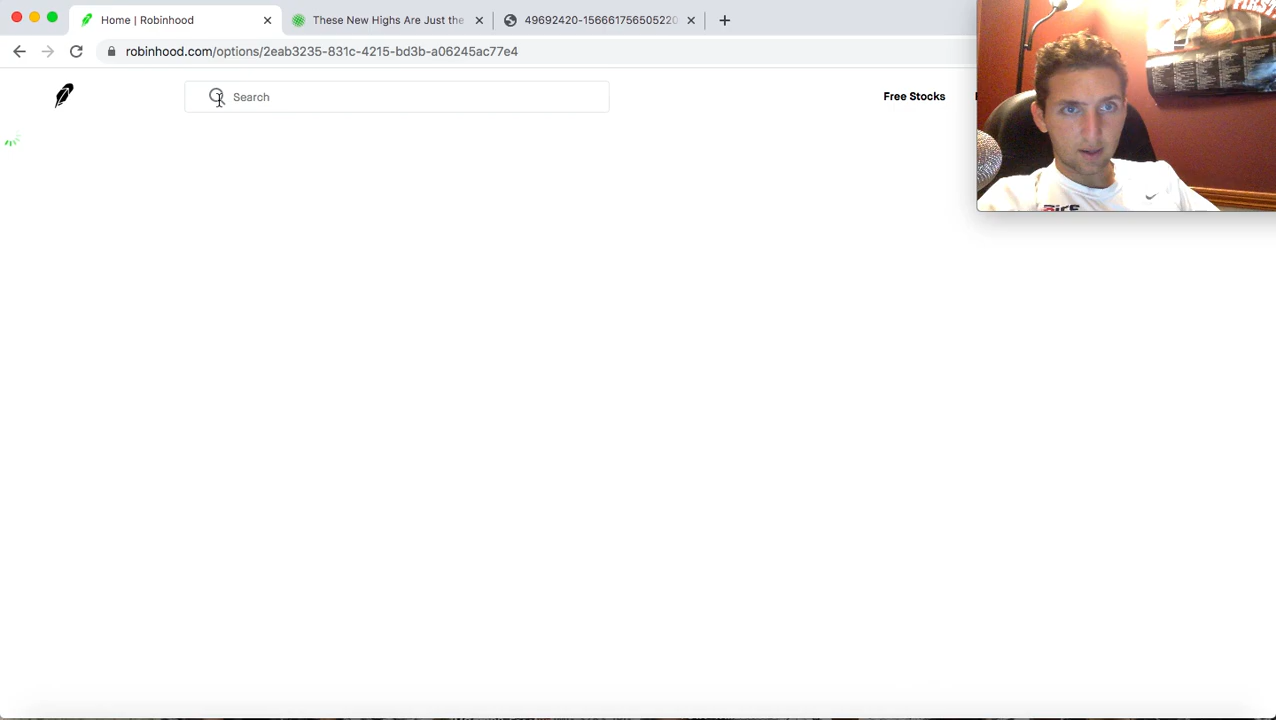 Home | Robinhood
These New Highs Are Just the
49692420-156661756505220
robinhood.com/options/2eab3235-831c-4215-bd3b-a06245ac77e4
Search
Free Stocks